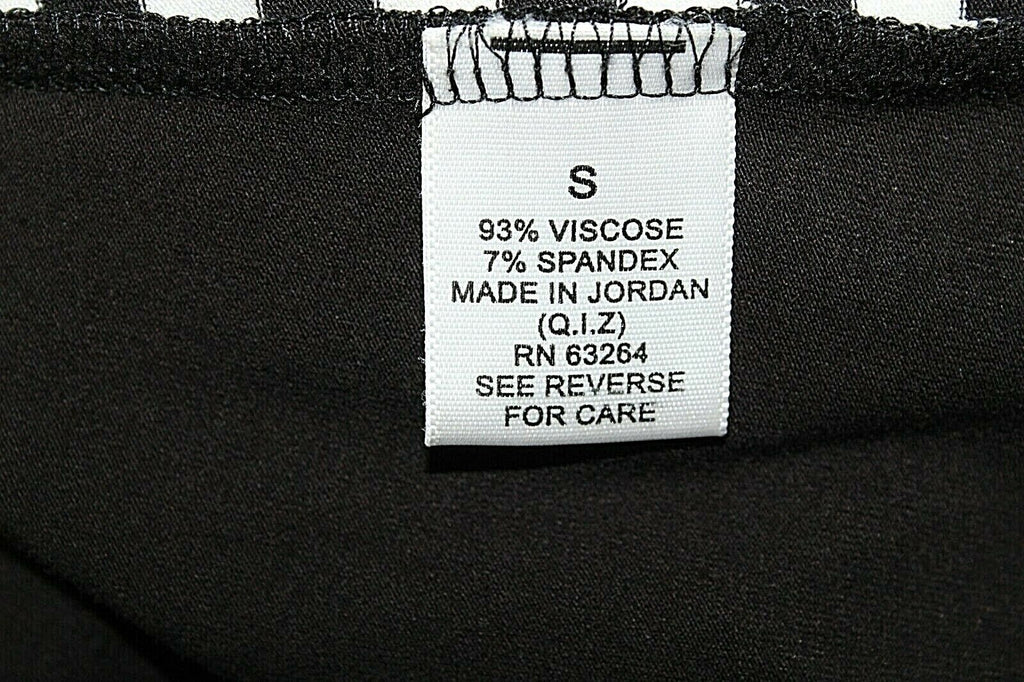 S
93% VISCOSE
7% SPANDEX
MADE IN JORDAN
(Q.I.Z)
RN 63264
SEE REVERSE
FOR CARE